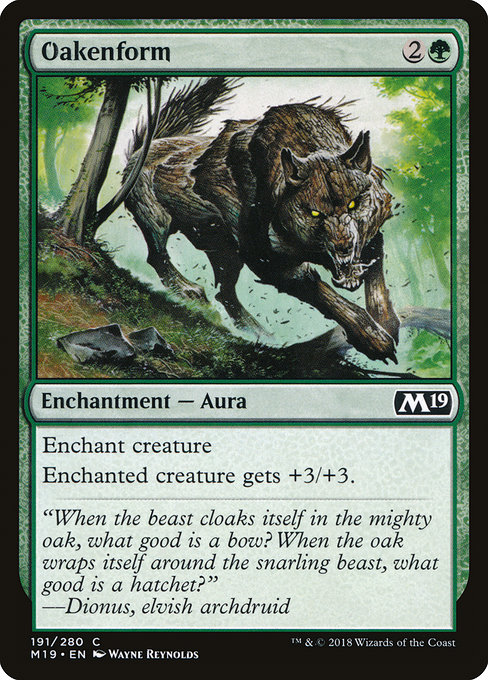 Oakenform 2
Enchantment — Aura M19
Enchant creature
Enchanted creature gets +3/+3.
“When the beast cloaks itself in the mighty
oak, what good is a bow? When the oak
wraps itself around the snarling beast, what
good is a hatchet?”
—Dionus, elvish archdruid
191/280 C
M19 • EN Wayne Reynolds
™ & © 2018 Wizards of the Coast